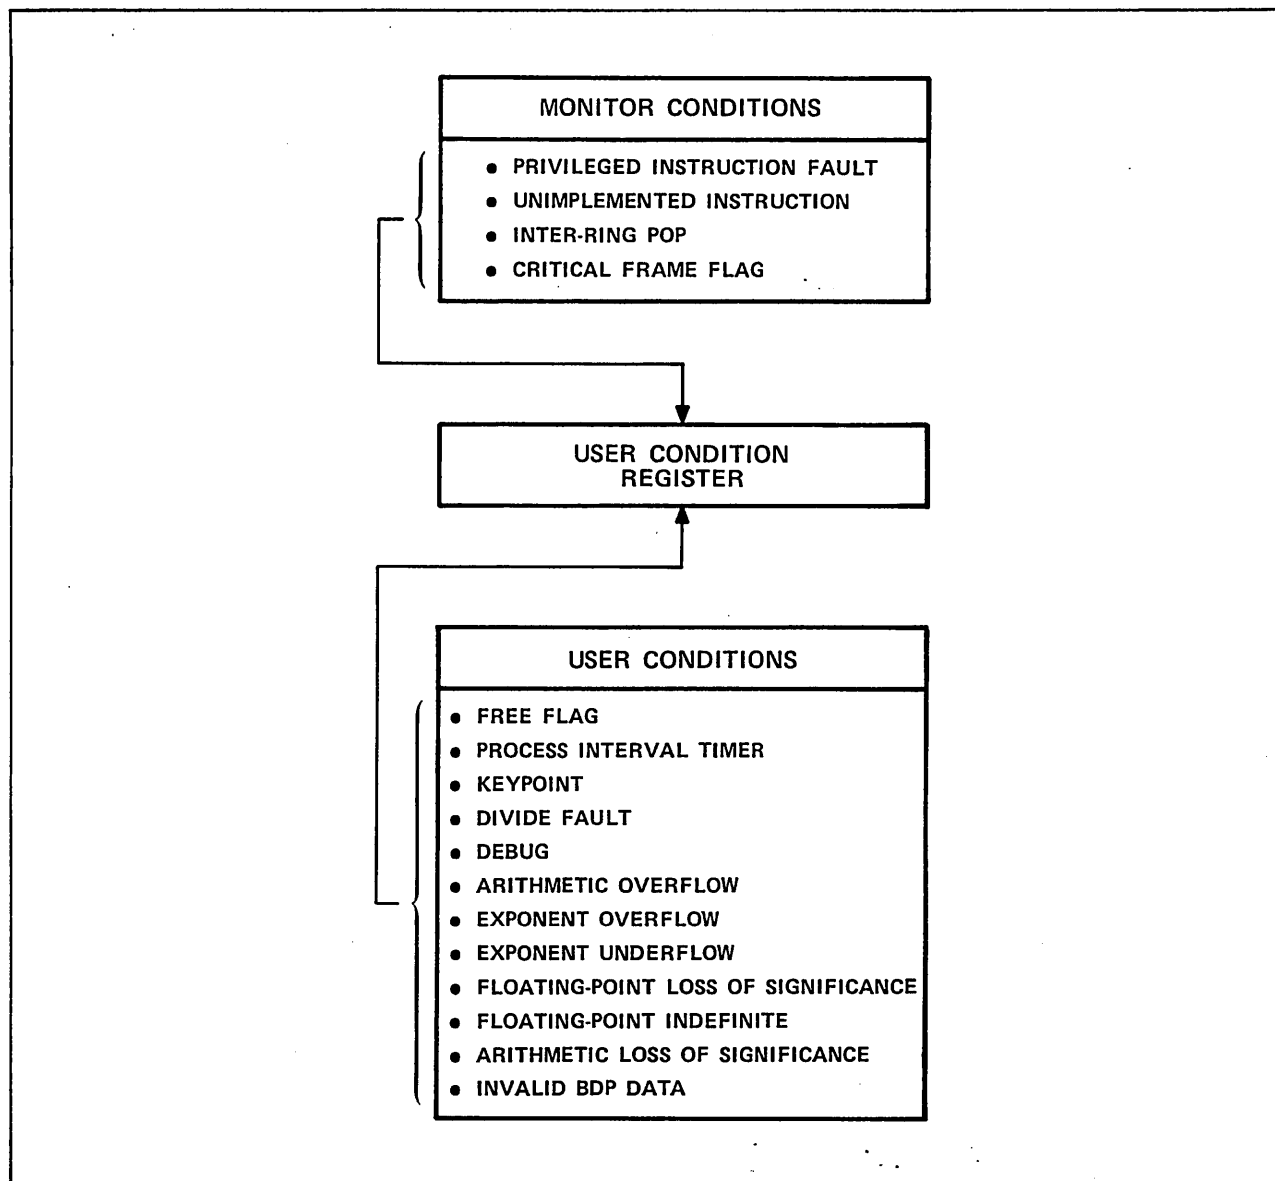 MONITOR CONDITIONS
• PRIVILEGED INSTRUCTION FAULT
• UNIMPLEMENTED INSTRUCTION
• INTER-RING POP
• CRITICAL FRAME FLAG
USER CONDITION
REGISTER
USER CONDITIONS
• FREE FLAG
• PROCESS INTERVAL TIMER
• KEYPOINT
• DIVIDE FAULT
• DEBUG
• ARITHMETIC OVERFLOW
• EXPONENT OVERFLOW
• EXPONENT UNDERFLOW
• FLOATING-POINT LOSS OF SIGNIFICANCE
• FLOATING-POINT INDEFINITE
• ARITHMETIC LOSS OF SIGNIFICANCE
• INVALID BDP DATA